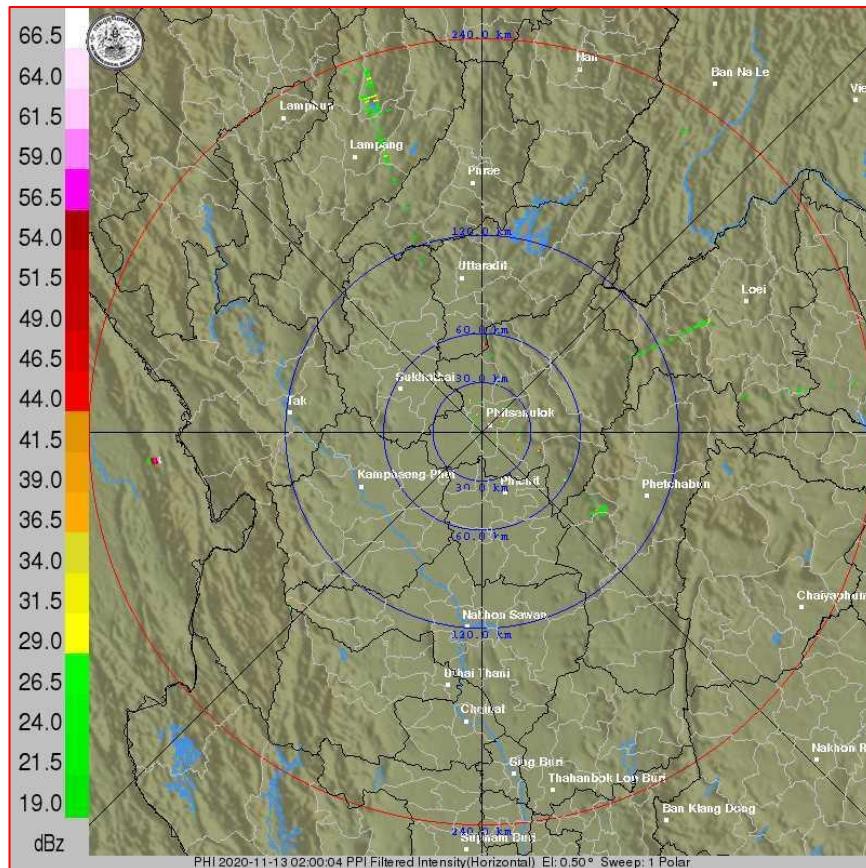 66.5
64.0
61.5
59.0
56.5
54.0
51.5
49.0
46.5
44.0
41.5
39.0
36.5
34.0
31.5
29.0
26.5
24.0
21.5
19.0
dBz
240.0 km
Nan
Ban Na Le
Vie
Lamphun
Lampang
Phrae
120.0 km
Uttaradit
Loei
60.0 km
30.0 km
Sukhothai
Tak
Phitsanulok
Kamphaeng Phet
Phichit
30.0 km
Phetchabun
60.0 km
Chaiyaphum
Nakhon Sawan
120.0 km
Uthai Thani
Chainat
Nakhon R
Sing Buri
Thahanbok Lop Buri
Ban Klang Dong
240.0 km
Suphan Buri
PHI 2020-11-13 02:00:04 PPI Filtered Intensity(Horizontal) El: 0.50° Sweep: 1 Polar